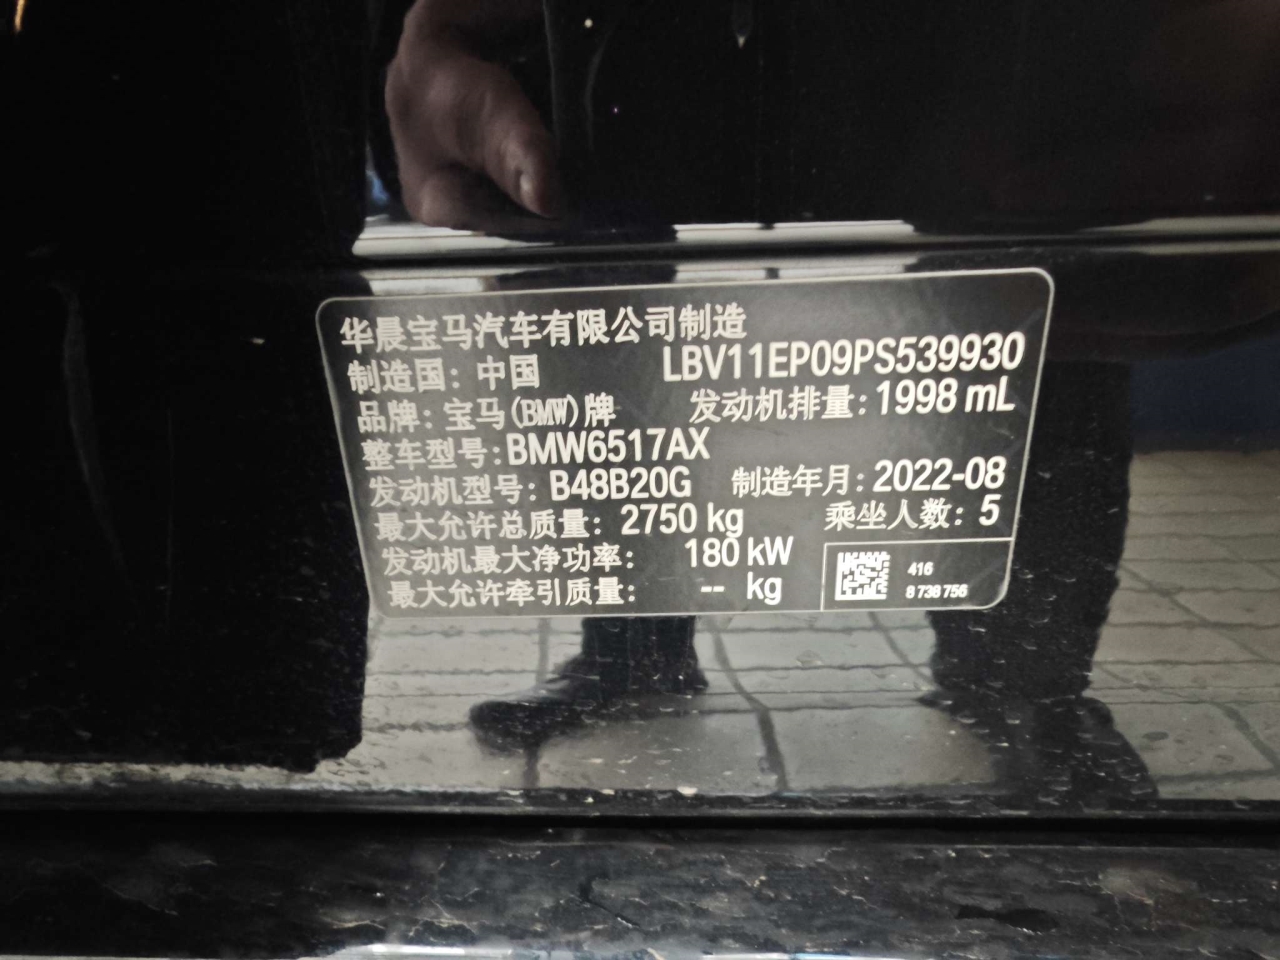 华晨宝马汽车有限公司制造
制造国：中国 LBV11EP09PS539930
品牌：宝马(BMW)牌 发动机排量：1998 mL
整车型号：BMW6517AX
发动机型号：B48B20G 制造年月：2022-08
最大允许总质量：2750 kg 乘坐人数：5
发动机最大净功率：180 kW
最大允许牵引质量：-- kg
416
8 738 756